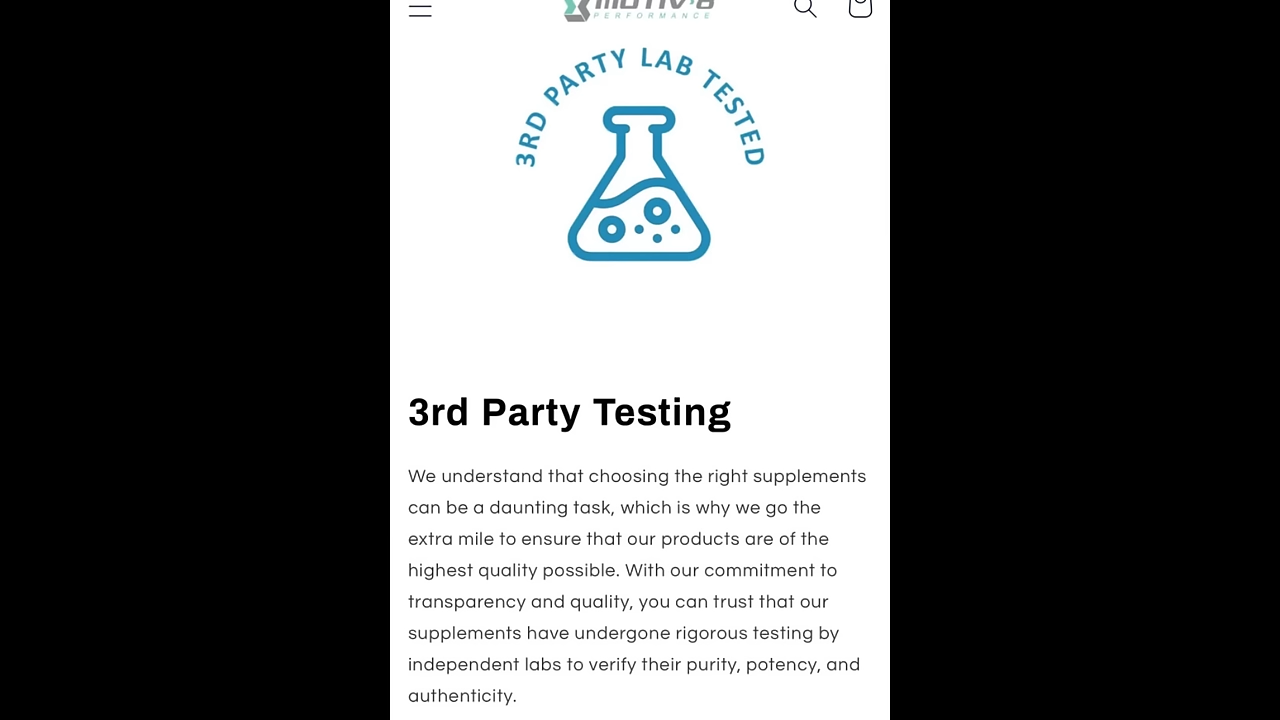 PERFORMANCE
3RD PARTY LAB TESTED
3rd Party Testing
We understand that choosing the right supplements
can be a daunting task, which is why we go the
extra mile to ensure that our products are of the
highest quality possible. With our commitment to
transparency and quality, you can trust that our
supplements have undergone rigorous testing by
independent labs to verify their purity, potency, and
authenticity.